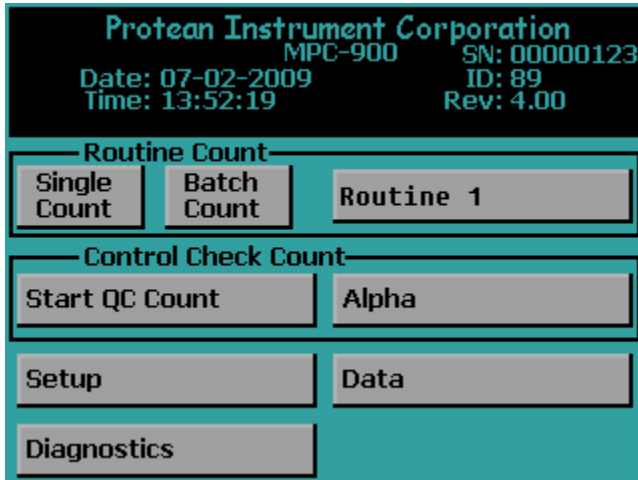 Protean Instrument Corporation
MPC-900 SN: 00000123
Date: 07-02-2009 ID: 89
Time: 13:52:19 Rev: 4.00
Routine Count
Single Count
Batch Count
Routine 1
Control Check Count
Start QC Count
Alpha
Setup
Data
Diagnostics